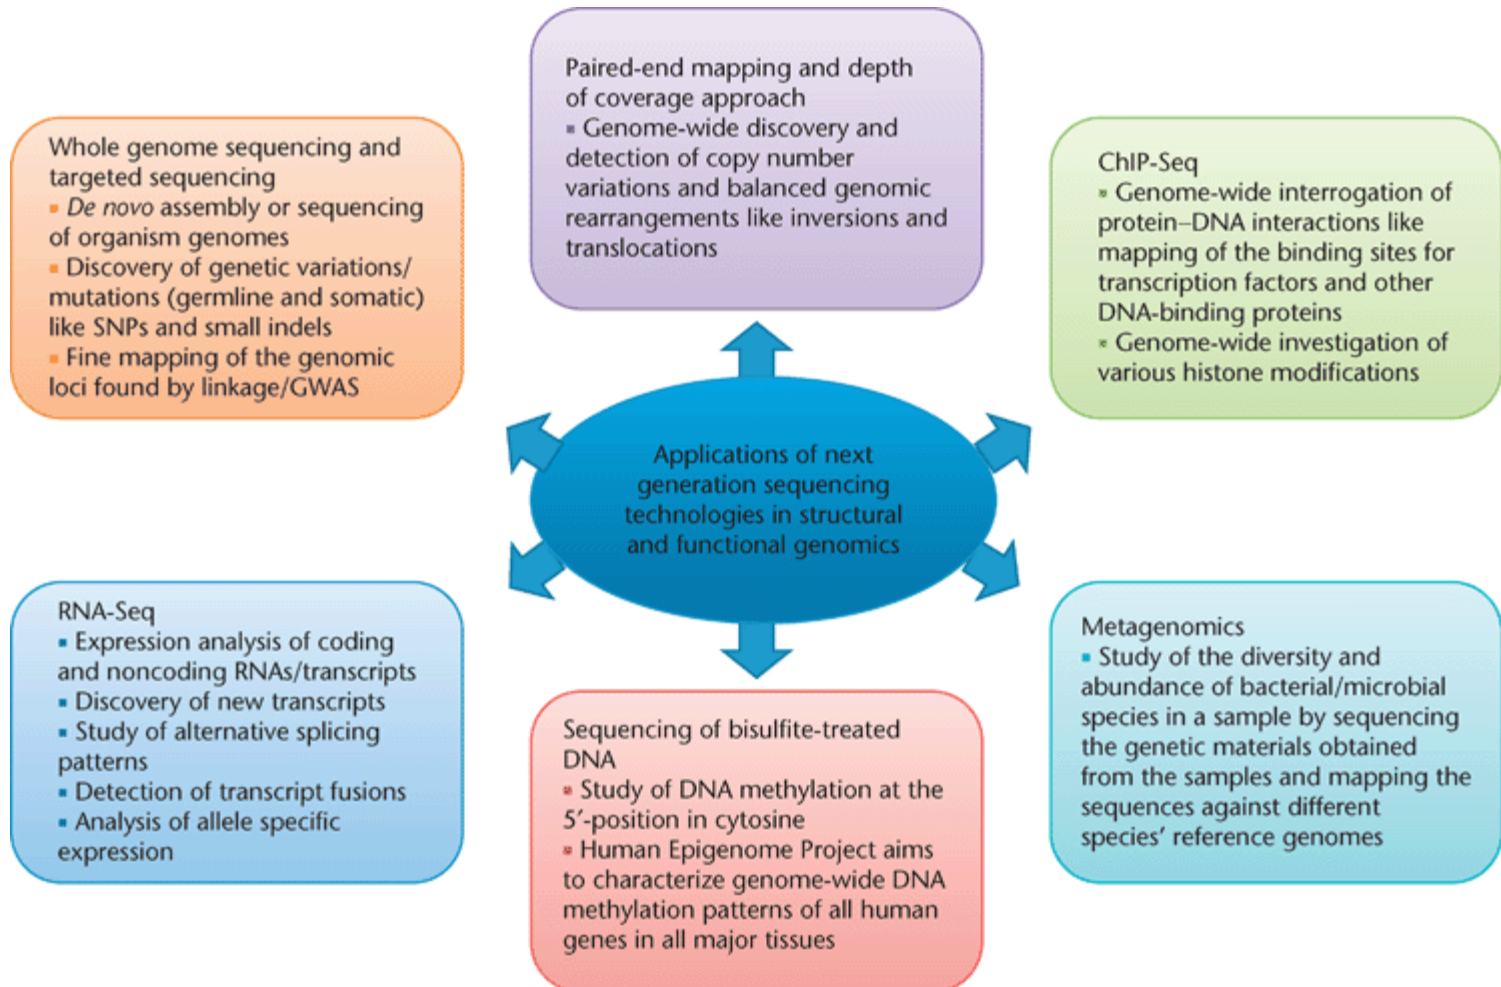 Paired-end mapping and depth
of coverage approach
▪ Genome-wide discovery and
detection of copy number
variations and balanced genomic
rearrangements like inversions and
translocations
Whole genome sequencing and
targeted sequencing
▪ De novo assembly or sequencing
of organism genomes
▪ Discovery of genetic variations/
mutations (germline and somatic)
like SNPs and small indels
▪ Fine mapping of the genomic
loci found by linkage/GWAS
ChIP-Seq
▪ Genome-wide interrogation of
protein–DNA interactions like
mapping of the binding sites for
transcription factors and other
DNA-binding proteins
▪ Genome-wide investigation of
various histone modifications
Applications of next
generation sequencing
technologies in structural
and functional genomics
RNA-Seq
▪ Expression analysis of coding
and noncoding RNAs/transcripts
▪ Discovery of new transcripts
▪ Study of alternative splicing
patterns
▪ Detection of transcript fusions
▪ Analysis of allele specific
expression
Sequencing of bisulfite-treated
DNA
▪ Study of DNA methylation at the
5′-position in cytosine
▪ Human Epigenome Project aims
to characterize genome-wide DNA
methylation patterns of all human
genes in all major tissues
Metagenomics
▪ Study of the diversity and
abundance of bacterial/microbial
species in a sample by sequencing
the genetic materials obtained
from the samples and mapping the
sequences against different
species’ reference genomes